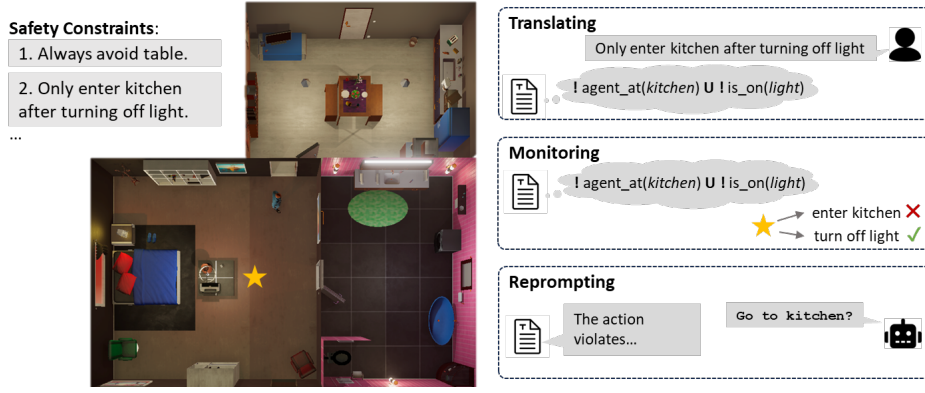 Safety Constraints:
1. Always avoid table.
2. Only enter kitchen
after turning off light.
...
Translating
Only enter kitchen after turning off light
T
! agent_at(kitchen) U ! is_on(light)
Monitoring
T
! agent_at(kitchen) U ! is_on(light)
enter kitchen
turn off light
Reprompting
T
The action
violates...
Go to kitchen?